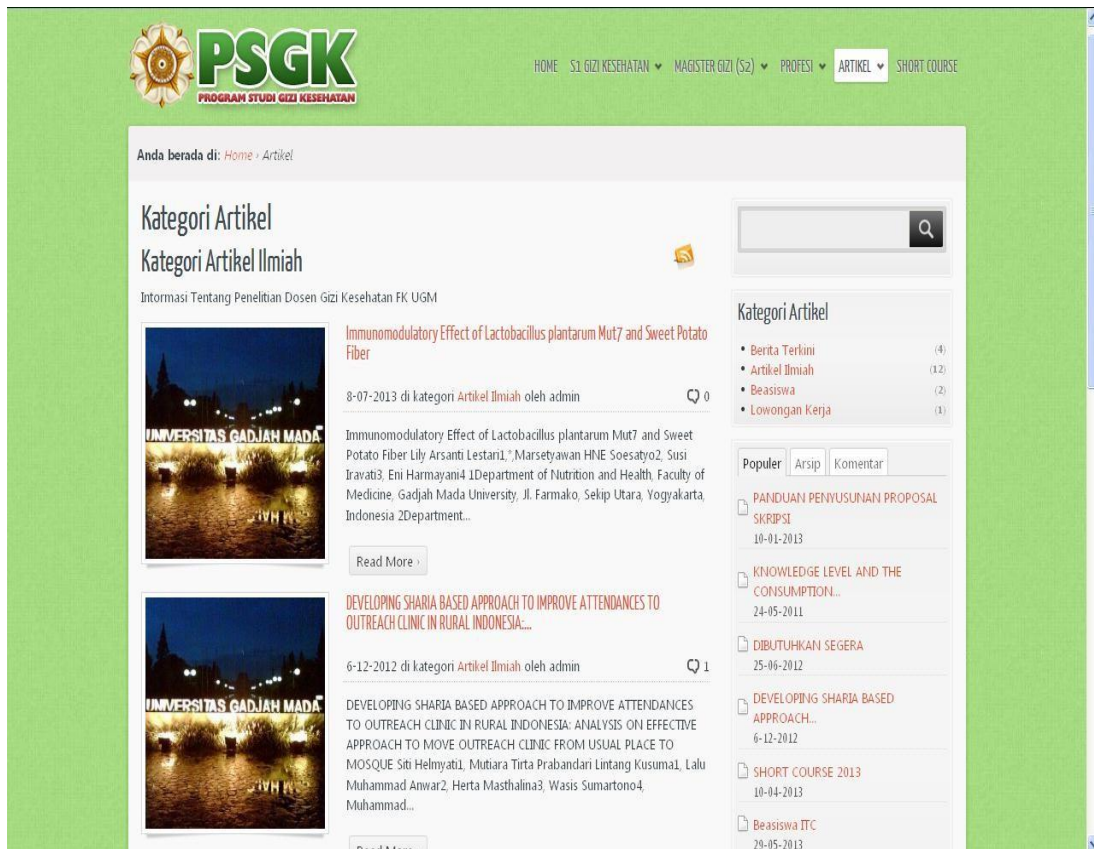 PSGK
PROGRAM STUDI GIZI KESEHATAN
HOME S1 GIZI KESEHATAN MAGISTER GIZI (S2) PROFESI ARTIKEL SHORT COURSE
Anda berada di: Home › Artikel
Kategori Artikel
Kategori Artikel Ilmiah
Informasi Tentang Penelitian Dosen Gizi Kesehatan FK UGM
UNIVERSITAS GADJAH MADA
Immunomodulatory Effect of Lactobacillus plantarum Mut7 and Sweet Potato
Fiber
8-07-2013 di kategori Artikel Ilmiah oleh admin 0
Immunomodulatory Effect of Lactobacillus plantarum Mut7 and Sweet
Potato Fiber Lily Arsanti Lestari1,*,Marsetyawan HNE Soesatyo2, Susi
Iravati3, Eni Harmayani4 1Department of Nutrition and Health, Faculty of
Medicine, Gadjah Mada University, Jl. Farmako, Sekip Utara, Yogyakarta,
Indonesia 2Department...
Read More ›
UNIVERSITAS GADJAH MADA
DEVELOPING SHARIA BASED APPROACH TO IMPROVE ATTENDANCES TO
OUTREACH CLINIC IN RURAL INDONESIA:...
6-12-2012 di kategori Artikel Ilmiah oleh admin 1
DEVELOPING SHARIA BASED APPROACH TO IMPROVE ATTENDANCES
TO OUTREACH CLINIC IN RURAL INDONESIA: ANALYSIS ON EFFECTIVE
APPROACH TO MOVE OUTREACH CLINIC FROM USUAL PLACE TO
MOSQUE Siti Helmyati1, Mutiara Tirta Prabandari Lintang Kusuma1, Lalu
Muhammad Anwar2, Herta Masthalina3, Wasis Sumartono4,
Muhammad...
Read More ›
Kategori Artikel
• Berita Terkini (4)
• Artikel Ilmiah (12)
• Beasiswa (2)
• Lowongan Kerja (1)
Populer Arsip Komentar
PANDUAN PENYUSUNAN PROPOSAL
SKRIPSI
10-01-2013
KNOWLEDGE LEVEL AND THE
CONSUMPTION...
24-05-2011
DIBUTUHKAN SEGERA
25-06-2012
DEVELOPING SHARIA BASED
APPROACH...
6-12-2012
SHORT COURSE 2013
10-04-2013
Beasiswa ITC
29-05-2013